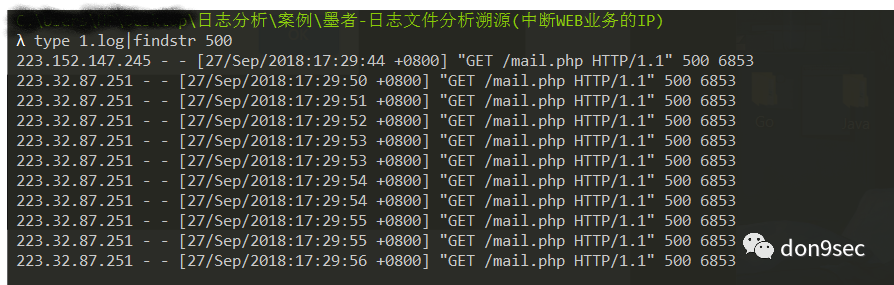 \日志分析\案例\墨者-日志文件分析溯源(中断WEB业务的IP)
λ type 1.log|findstr 500
223.152.147.245 - - [27/Sep/2018:17:29:44 +0800] "GET /mail.php HTTP/1.1" 500 6853
223.32.87.251 - - [27/Sep/2018:17:29:50 +0800] "GET /mail.php HTTP/1.1" 500 6853
223.32.87.251 - - [27/Sep/2018:17:29:51 +0800] "GET /mail.php HTTP/1.1" 500 6853
223.32.87.251 - - [27/Sep/2018:17:29:52 +0800] "GET /mail.php HTTP/1.1" 500 6853
223.32.87.251 - - [27/Sep/2018:17:29:53 +0800] "GET /mail.php HTTP/1.1" 500 6853
223.32.87.251 - - [27/Sep/2018:17:29:53 +0800] "GET /mail.php HTTP/1.1" 500 6853
223.32.87.251 - - [27/Sep/2018:17:29:54 +0800] "GET /mail.php HTTP/1.1" 500 6853
223.32.87.251 - - [27/Sep/2018:17:29:54 +0800] "GET /mail.php HTTP/1.1" 500 6853
223.32.87.251 - - [27/Sep/2018:17:29:55 +0800] "GET /mail.php HTTP/1.1" 500 6853
223.32.87.251 - - [27/Sep/2018:17:29:55 +0800] "GET /mail.php HTTP/1.1" 500 6853
223.32.87.251 - - [27/Sep/2018:17:29:56 +0800] "GET /mail.php HTTP/1.1" 500 6853
don9sec